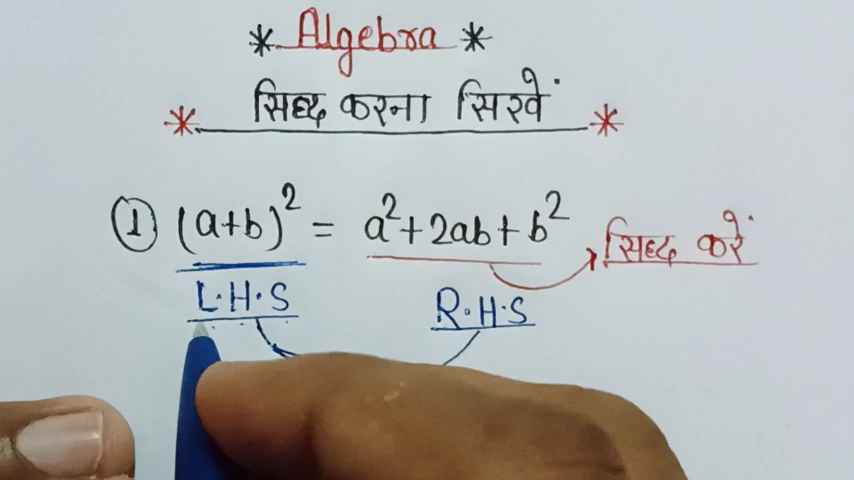 * Algebra *
* सिद्ध करना सिखें *
① (a+b)² = a²+2ab+b² सिध्द करें
L.H.S R.H.S